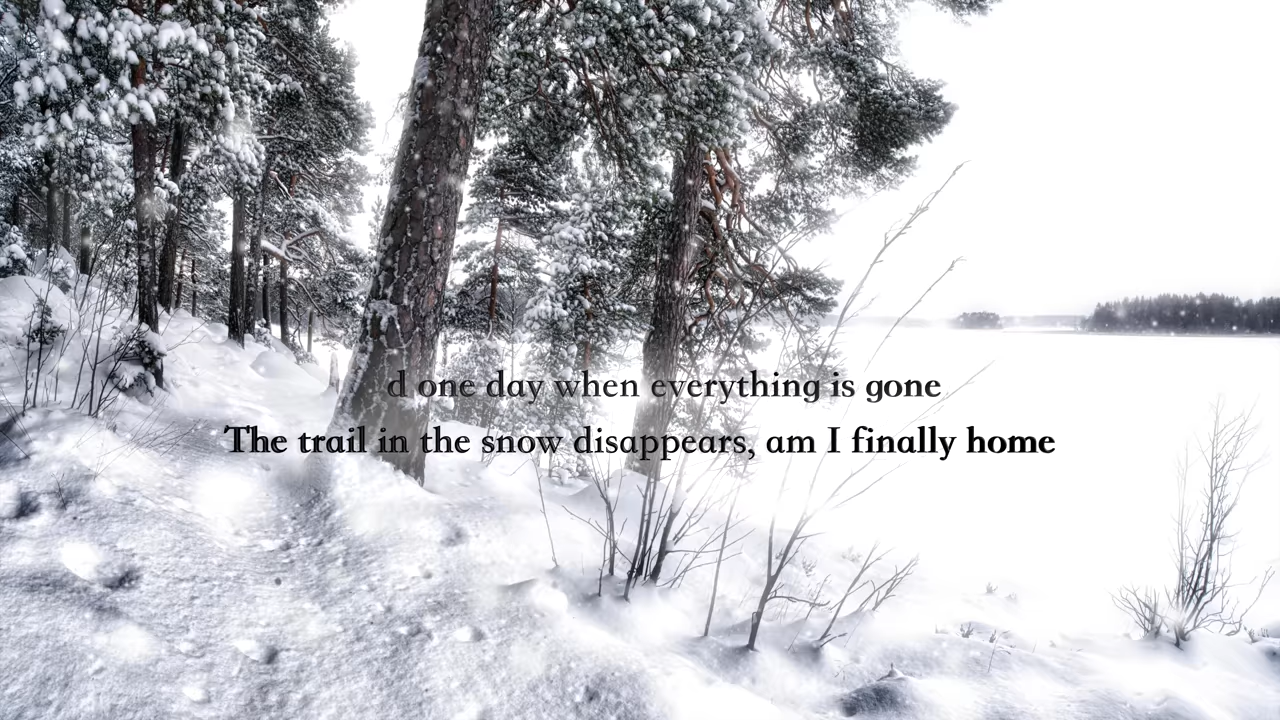 d one day when everything is gone
The trail in the snow disappears, am I finally home